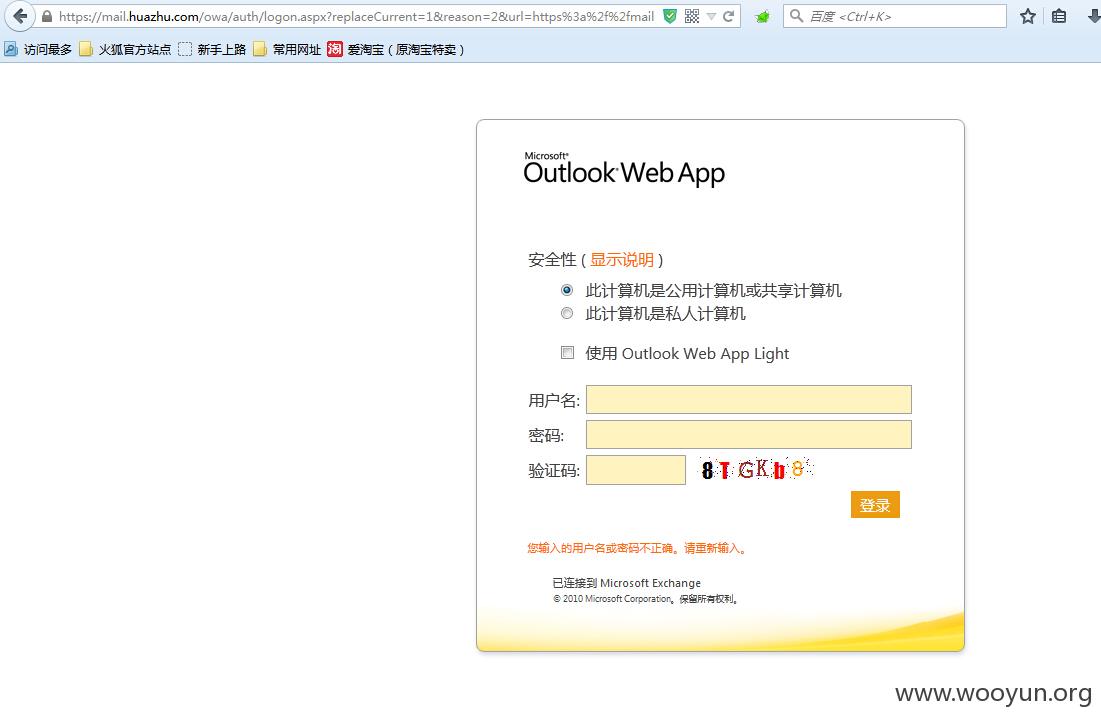 https://mail.huazhu.com/owa/auth/logon.aspx?replaceCurrent=1&reason=2&url=https%3a%2f%2fmail
百度 <Ctrl+K>
访问最多 火狐官方站点 新手上路 常用网址 淘 爱淘宝（原淘宝特卖）
Microsoft®
Outlook Web App
安全性 ( 显示说明 )
此计算机是公用计算机或共享计算机
此计算机是私人计算机
使用 Outlook Web App Light
用户名:
密码:
验证码: 8TGKb8
登录
您输入的用户名或密码不正确。请重新输入。
已连接到 Microsoft Exchange
© 2010 Microsoft Corporation。保留所有权利。
www.wooyun.org